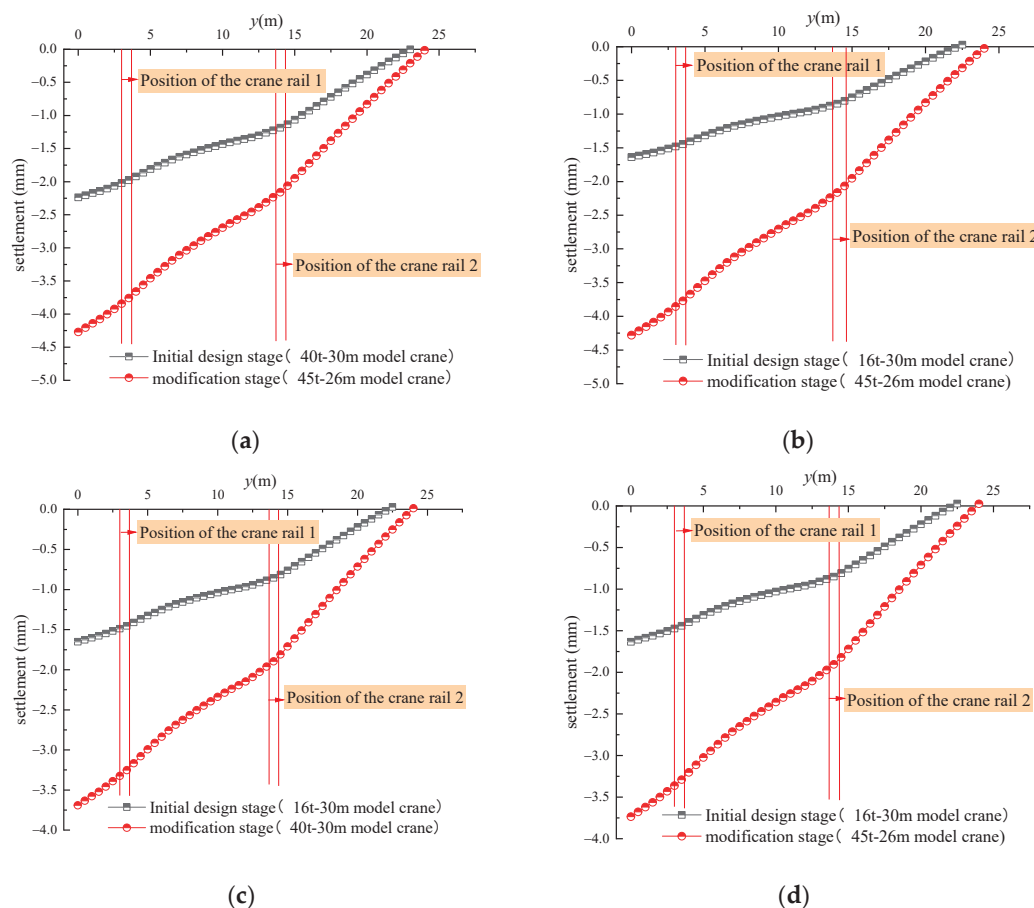 y(m)
0 5 10 15 20 25
0.0
−0.5
−1.0
−1.5
−2.0
−2.5
−3.0
−3.5
−4.0
−4.5
−5.0
settlement (mm)
Position of the crane rail 1
Position of the crane rail 2
Initial design stage( 40t-30m model crane)
modification stage( 45t-26m model crane)
(a)
y(m)
0 5 10 15 20 25
0.0
−0.5
−1.0
−1.5
−2.0
−2.5
−3.0
−3.5
−4.0
−4.5
−5.0
settlement (mm)
Position of the crane rail 1
Position of the crane rail 2
Initial design stage( 16t-30m model crane)
modification stage( 45t-26m model crane)
(b)
y(m)
0 5 10 15 20 25
0.0
−0.5
−1.0
−1.5
−2.0
−2.5
−3.0
−3.5
−4.0
settlement (mm)
Position of the crane rail 1
Position of the crane rail 2
Initial design stage( 16t-30m model crane)
modification stage( 40t-30m model crane)
(c)
y(m)
0 5 10 15 20 25
0.0
−0.5
−1.0
−1.5
−2.0
−2.5
−3.0
−3.5
−4.0
settlement (mm)
Position of the crane rail 1
Position of the crane rail 2
Initial design stage( 16t-30m model crane)
modification stage( 45t-26m model crane)
(d)